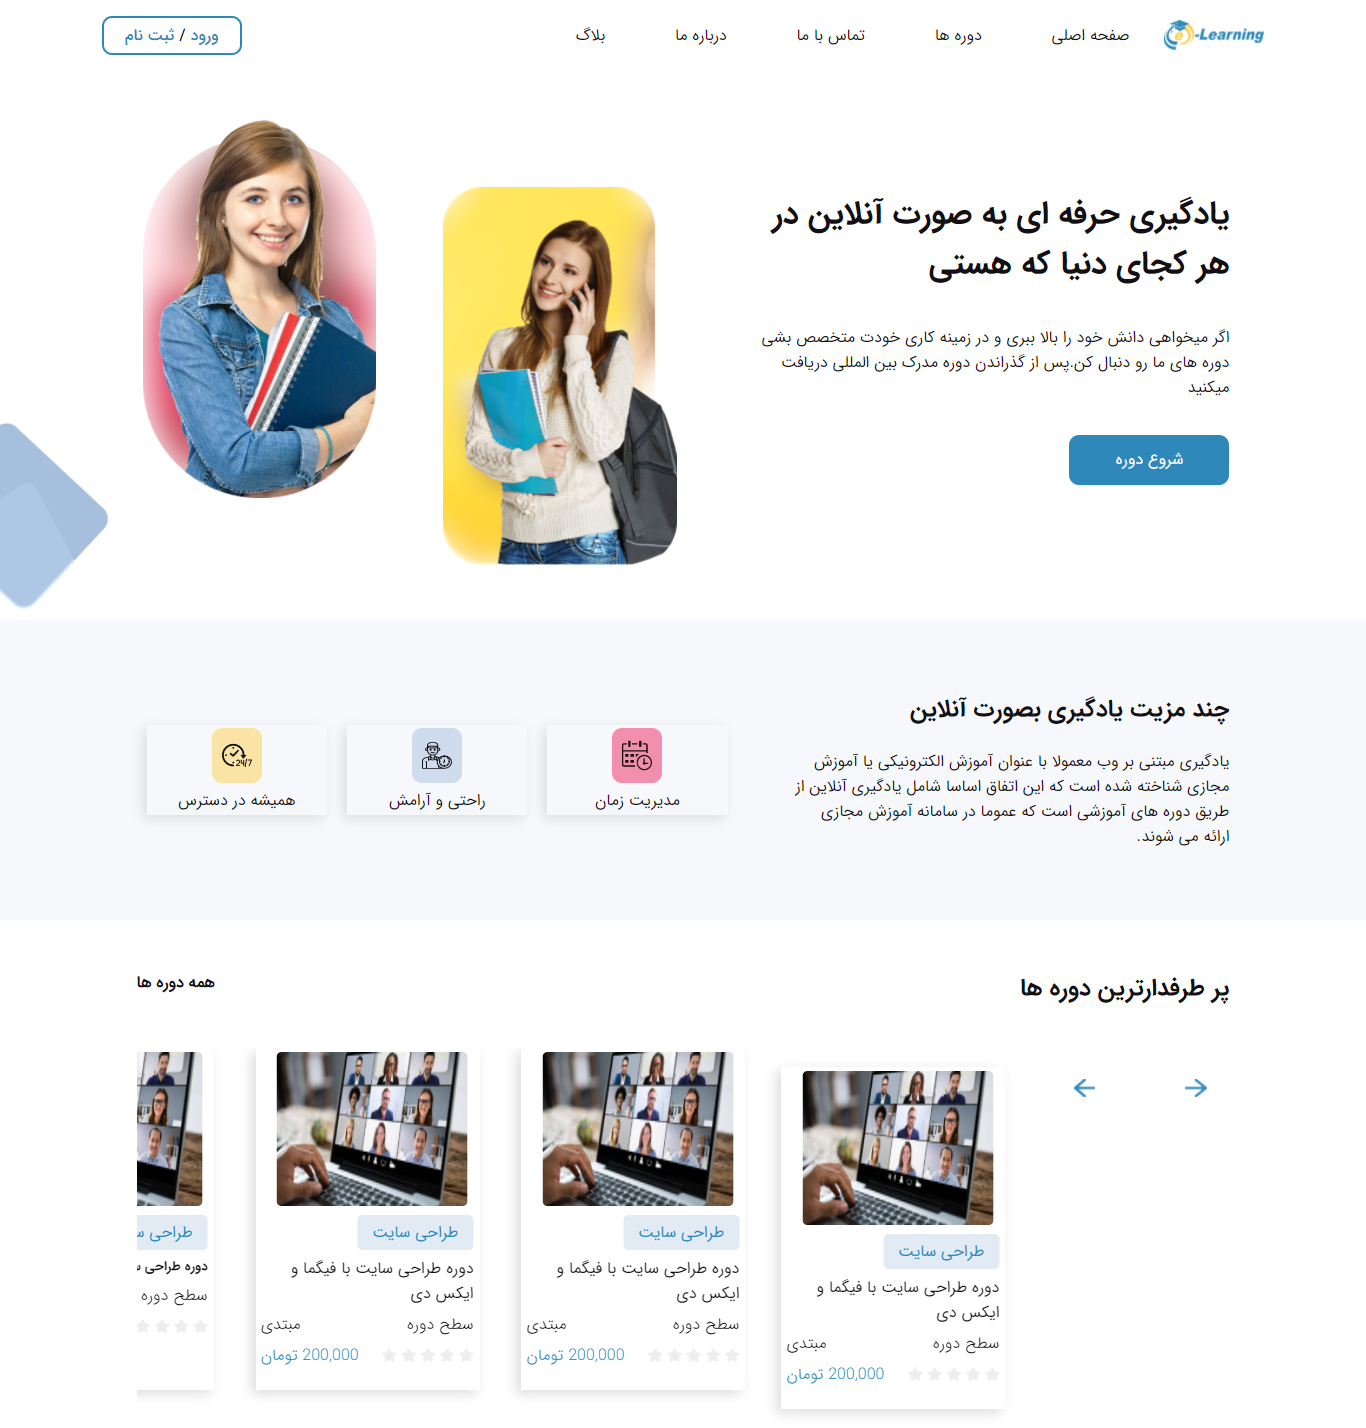 e-Learning
صفحه اصلی
دوره ها
تماس با ما
درباره ما
بلاگ
ورود / ثبت نام
یادگیری حرفه ای به صورت آنلاین در
هر کجای دنیا که هستی
اگر میخواهی دانش خود را بالا ببری و در زمینه کاری خودت متخصص بشی
دوره های ما رو دنبال کن.پس از گذراندن دوره مدرک بین المللی دریافت
میکنید
شروع دوره
چند مزیت یادگیری بصورت آنلاین
یادگیری مبتنی بر وب معمولا با عنوان آموزش الکترونیکی یا آموزش
مجازی شناخته شده است که این اتفاق اساسا شامل یادگیری آنلاین از
طریق دوره های آموزشی است که عموما در سامانه آموزش مجازی
ارائه می شوند.
مدیریت زمان
راحتی و آرامش
24/7
همیشه در دسترس
پر طرفدارترین دوره ها
همه دوره ها
طراحی سایت
دوره طراحی سایت با فیگما و
ایکس دی
سطح دوره
مبتدی
200,000 تومان
طراحی سایت
دوره طراحی سایت با فیگما و
ایکس دی
سطح دوره
مبتدی
200,000 تومان
طراحی سایت
دوره طراحی سایت با فیگما و
ایکس دی
سطح دوره
مبتدی
200,000 تومان
طراحی
دوره طراحی
سطح دوره